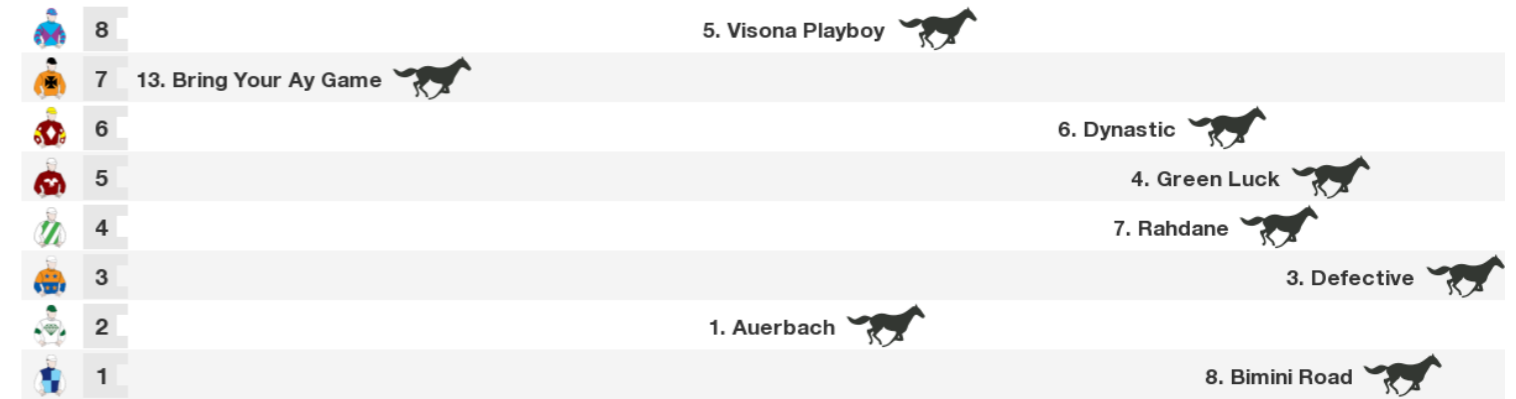 8 5. Visona Playboy
7 13. Bring Your Ay Game
6 6. Dynastic
5 4. Green Luck
4 7. Rahdane
3 3. Defective
2 1. Auerbach
1 8. Bimini Road